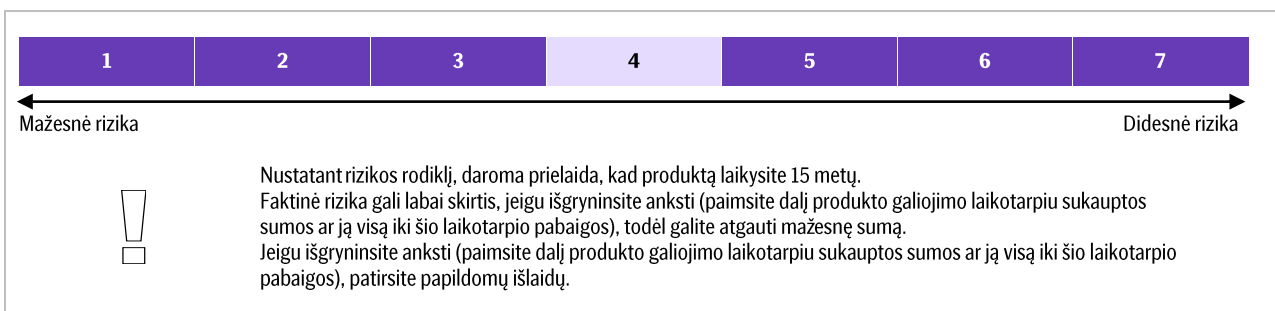 1 2 3 4 5 6 7
Mažesnė rizika Didesnė rizika
Nustatant rizikos rodiklį, daroma prielaida, kad produktą laikysite 15 metų.
Faktinė rizika gali labai skirtis, jeigu išgryninsite anksti (paimsite dalį produkto galiojimo laikotarpiu sukauptos
sumos ar ją visą iki šio laikotarpio pabaigos), todėl galite atgauti mažesnę sumą.
Jeigu išgryninsite anksti (paimsite dalį produkto galiojimo laikotarpiu sukauptos sumos ar ją visą iki šio laikotarpio
pabaigos), patirsite papildomų išlaidų.